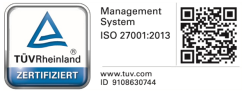 TÜVRheinland
ZERTIFIZIERT
Management
System
ISO 27001:2013
www.tuv.com
ID 9108630744